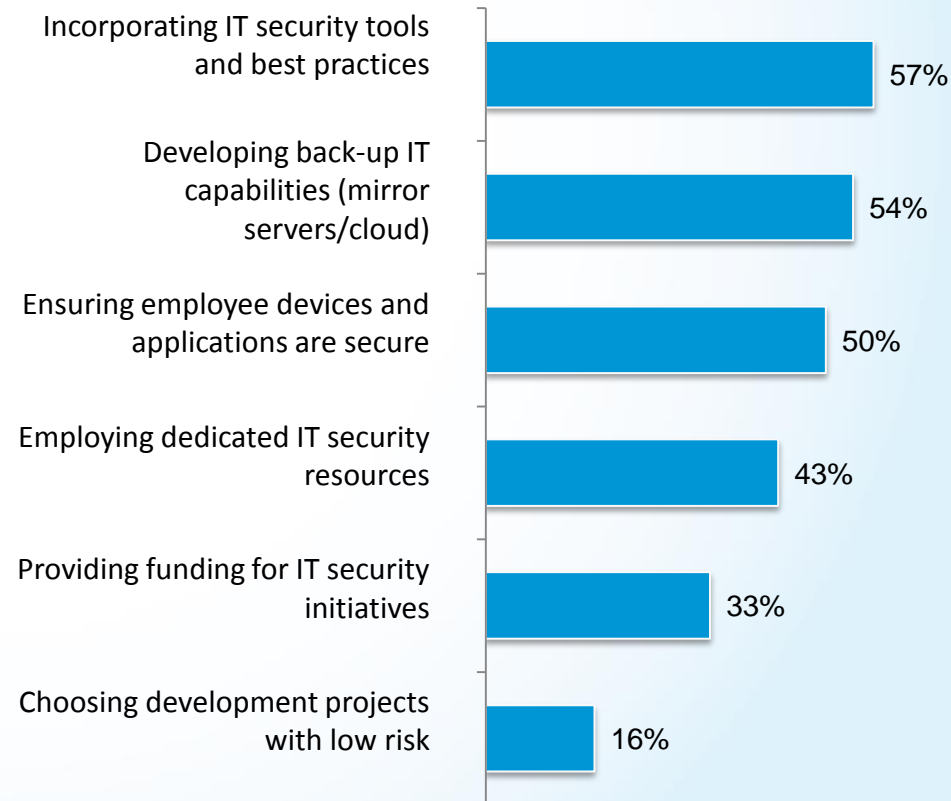 Incorporating IT security tools
and best practices
57%
Developing back-up IT
capabilities (mirror
servers/cloud)
54%
Ensuring employee devices and
applications are secure
50%
Employing dedicated IT security
resources
43%
Providing funding for IT security
initiatives
33%
Choosing development projects
with low risk
16%